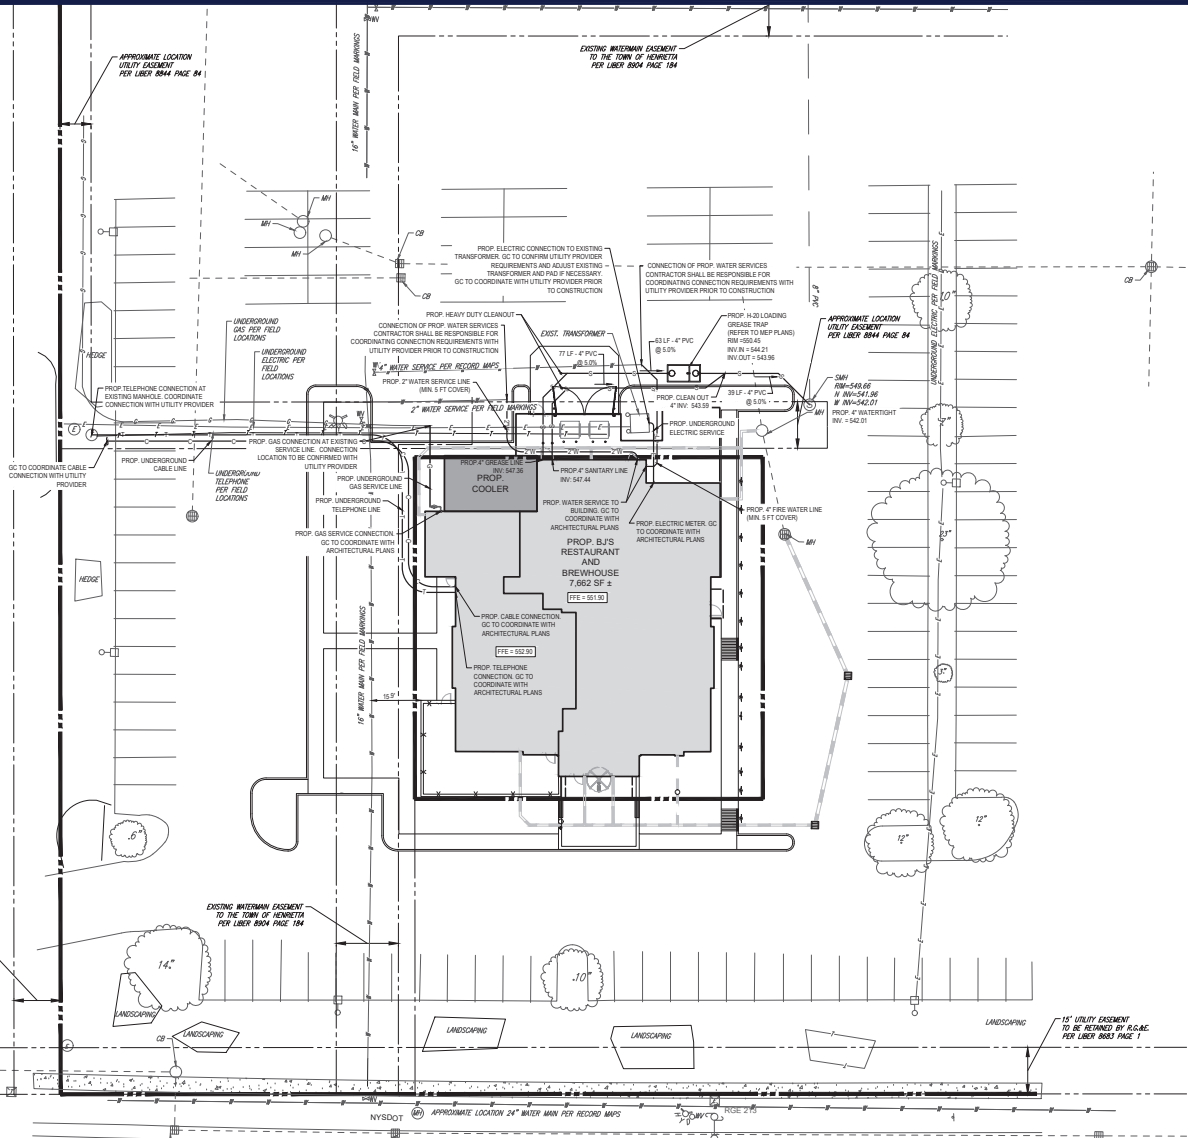 EXISTING WATERMAIN EASEMENT
TO THE TOWN OF HENRIETTA
PER LIBER 8904 PAGE 184
APPROXIMATE LOCATION
UTILITY EASEMENT
PER LIBER 8844 PAGE 84
16" WATER MAIN PER FIELD MARKINGS
MH
MH
MH
CB
CB
CB
PROP. ELECTRIC CONNECTION TO EXISTING
TRANSFORMER. GC TO CONFIRM UTILITY PROVIDER
REQUIREMENTS AND ADJUST EXISTING
TRANSFORMER AND PAD IF NECESSARY.
GC TO COORDINATE WITH UTILITY PROVIDER PRIOR
TO CONSTRUCTION
CONNECTION OF PROP. WATER SERVICES
CONTRACTOR SHALL BE RESPONSIBLE FOR
COORDINATING CONNECTION REQUIREMENTS WITH
UTILITY PROVIDER PRIOR TO CONSTRUCTION
8" PVC
UNDERGROUND ELECTRIC PER FIELD MARKINGS
10"
PROP. HEAVY DUTY CLEANOUT
CONNECTION OF PROP. WATER SERVICES
CONTRACTOR SHALL BE RESPONSIBLE FOR
COORDINATING CONNECTION REQUIREMENTS WITH
UTILITY PROVIDER PRIOR TO CONSTRUCTION
EXIST. TRANSFORMER
PROP. H-20 LOADING
GREASE TRAP
(REFER TO MEP PLANS)
RIM =550.45
INV.IN = 544.21
INV.OUT = 543.96
APPROXIMATE LOCATION
UTILITY EASEMENT
PER LIBER 8844 PAGE 84
UNDERGROUND
GAS PER FIELD
LOCATIONS
UNDERGROUND
ELECTRIC PER
FIELD
LOCATIONS
HEDGE
63 LF - 4" PVC
@ 5.0%
77 LF - 4" PVC
@ 5.0%
4" WATER SERVICE PER RECORD MAPS
PROP. 2" WATER SERVICE LINE
(MIN. 5 FT COVER)
2" WATER SERVICE PER FIELD MARKINGS
PROP. CLEAN OUT
4" INV: 543.59
39 LF - 4" PVC
@ 5.0%
SMH
RIM=549.66
N INV=541.96
W INV=542.01
MH
PROP. 4" WATERTIGHT
INV. = 542.01
PROP. TELEPHONE CONNECTION AT
EXISTING MANHOLE. COORDINATE
CONNECTION WITH UTILITY PROVIDER
PROP. UNDERGROUND
ELECTRIC SERVICE
PROP. GAS CONNECTION AT EXISTING
SERVICE LINE. CONNECTION
LOCATION TO BE CONFIRMED WITH
UTILITY PROVIDER
GC TO COORDINATE CABLE
CONNECTION WITH UTILITY
PROVIDER
PROP. UNDERGROUND
CABLE LINE
UNDERGROUND
TELEPHONE
PER FIELD
LOCATIONS
PROP. UNDERGROUND
GAS SERVICE LINE
PROP.
COOLER
PROP.4" GREASE LINE
INV: 547.36
PROP.4" SANITARY LINE
INV: 547.44
PROP. UNDERGROUND
TELEPHONE LINE
PROP. WATER SERVICE TO
BUILDING. GC TO
COORDINATE WITH
ARCHITECTURAL PLANS
PROP. ELECTRIC METER. GC
TO COORDINATE WITH
ARCHITECTURAL PLANS
PROP. 4" FIRE WATER LINE
(MIN. 5 FT COVER)
MH
PROP. GAS SERVICE CONNECTION.
GC TO COORDINATE WITH
ARCHITECTURAL PLANS
PROP. BJ'S
RESTAURANT
AND
BREWHOUSE
7,662 SF ±
FFE = 551.90
HEDGE
PROP. CABLE CONNECTION.
GC TO COORDINATE WITH
ARCHITECTURAL PLANS
FFE = 552.90
PROP. TELEPHONE
CONNECTION. GC TO
COORDINATE WITH
ARCHITECTURAL PLANS
16" WATER MAIN PER FIELD MARKINGS
15.9'
23"
6"
12"
12"
EXISTING WATERMAIN EASEMENT
TO THE TOWN OF HENRIETTA
PER LIBER 8904 PAGE 184
14"
10"
LANDSCAPING
LANDSCAPING
LANDSCAPING
LANDSCAPING
LANDSCAPING
CB
15' UTILITY EASEMENT
TO BE RETAINED BY R.G.&E.
PER LIBER 8683 PAGE 1
NYSDOT
MH
APPROXIMATE LOCATION 24" WATER MAIN PER RECORD MAPS
RGE 213